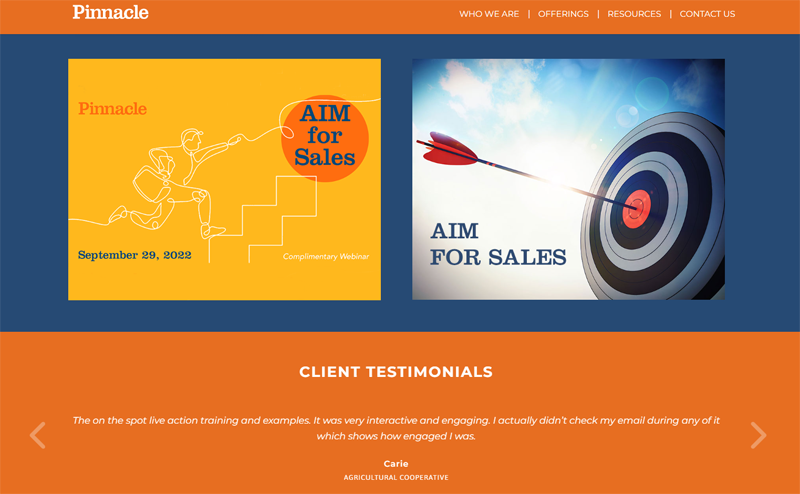 Pinnacle
WHO WE ARE | OFFERINGS | RESOURCES | CONTACT US
Pinnacle
AIM
for
Sales
September 29, 2022
Complimentary Webinar
AIM
FOR SALES
CLIENT TESTIMONIALS
The on the spot live action training and examples. It was very interactive and engaging. I actually didn't check my email during any of it
which shows how engaged I was.
Carie
AGRICULTURAL COOPERATIVE